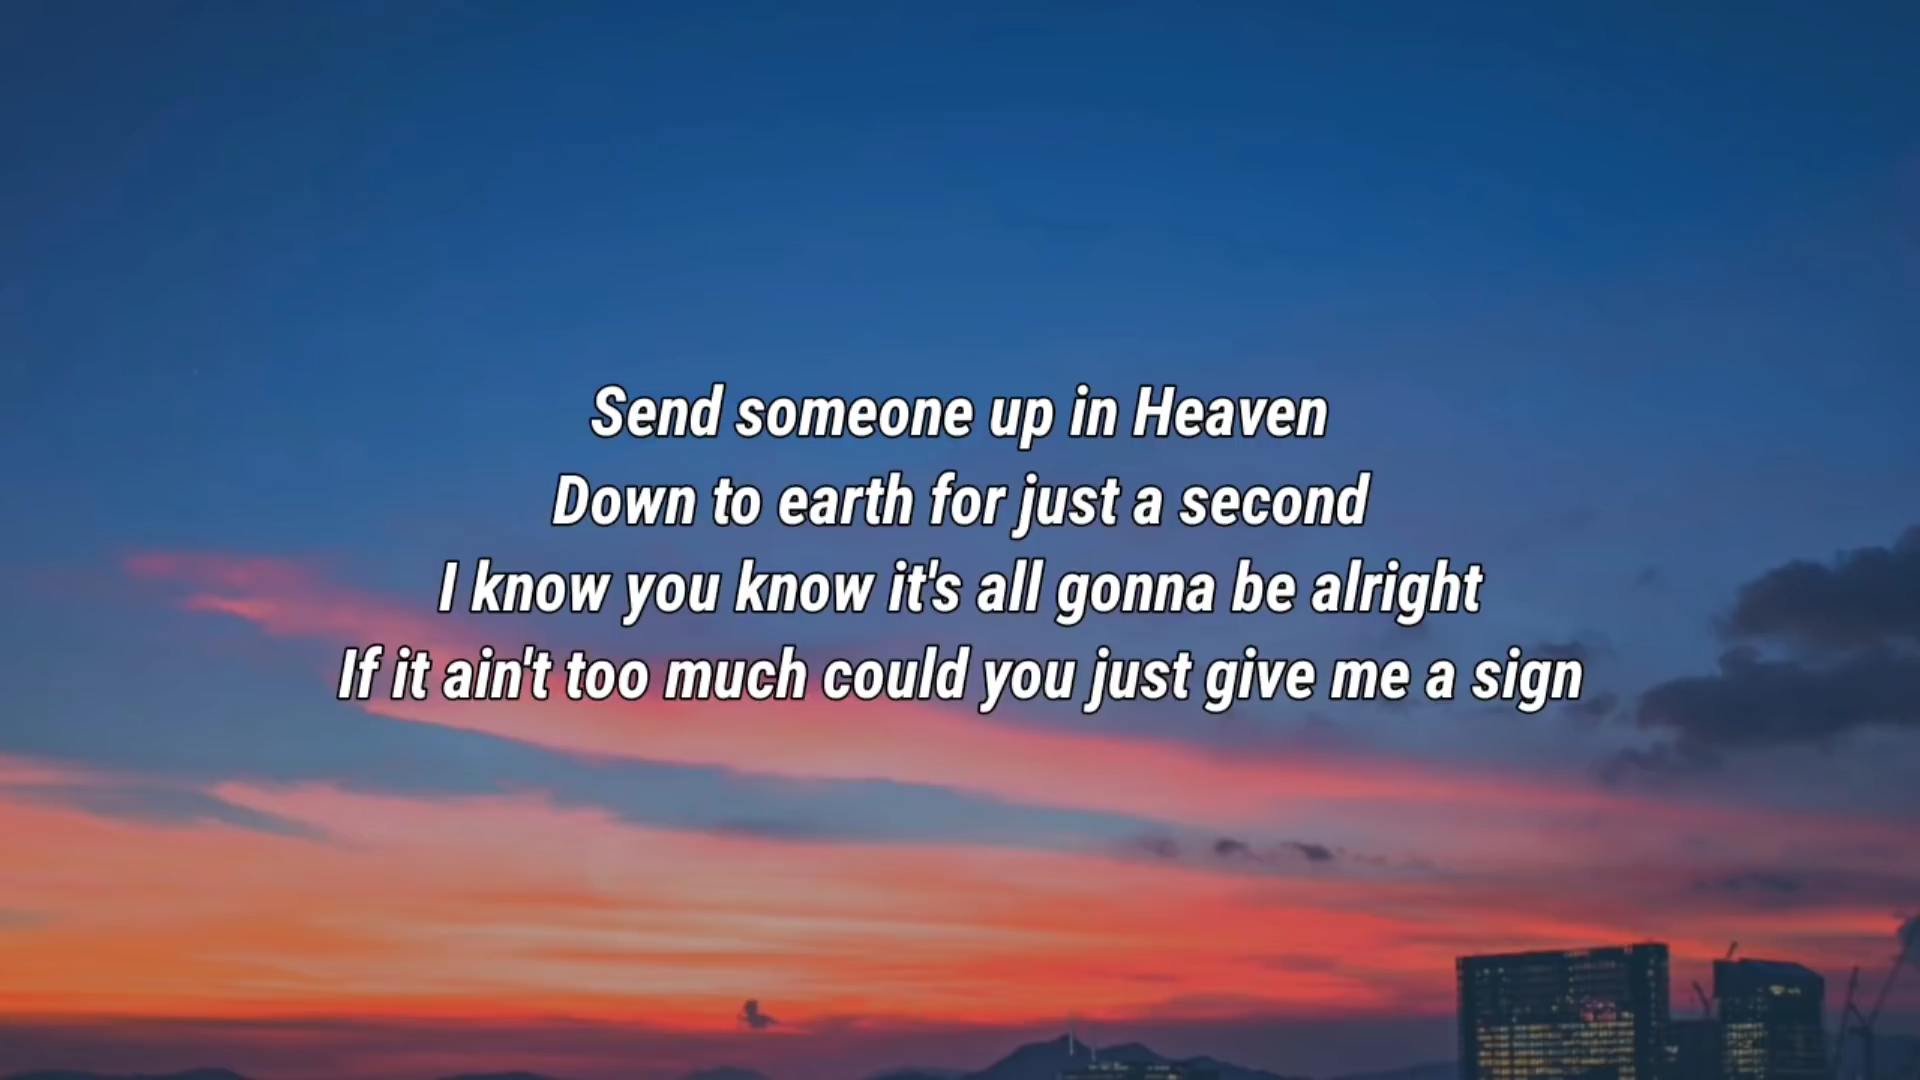 Send someone up in Heaven
Down to earth for just a second
I know you know it's all gonna be alright
If it ain't too much could you just give me a sign